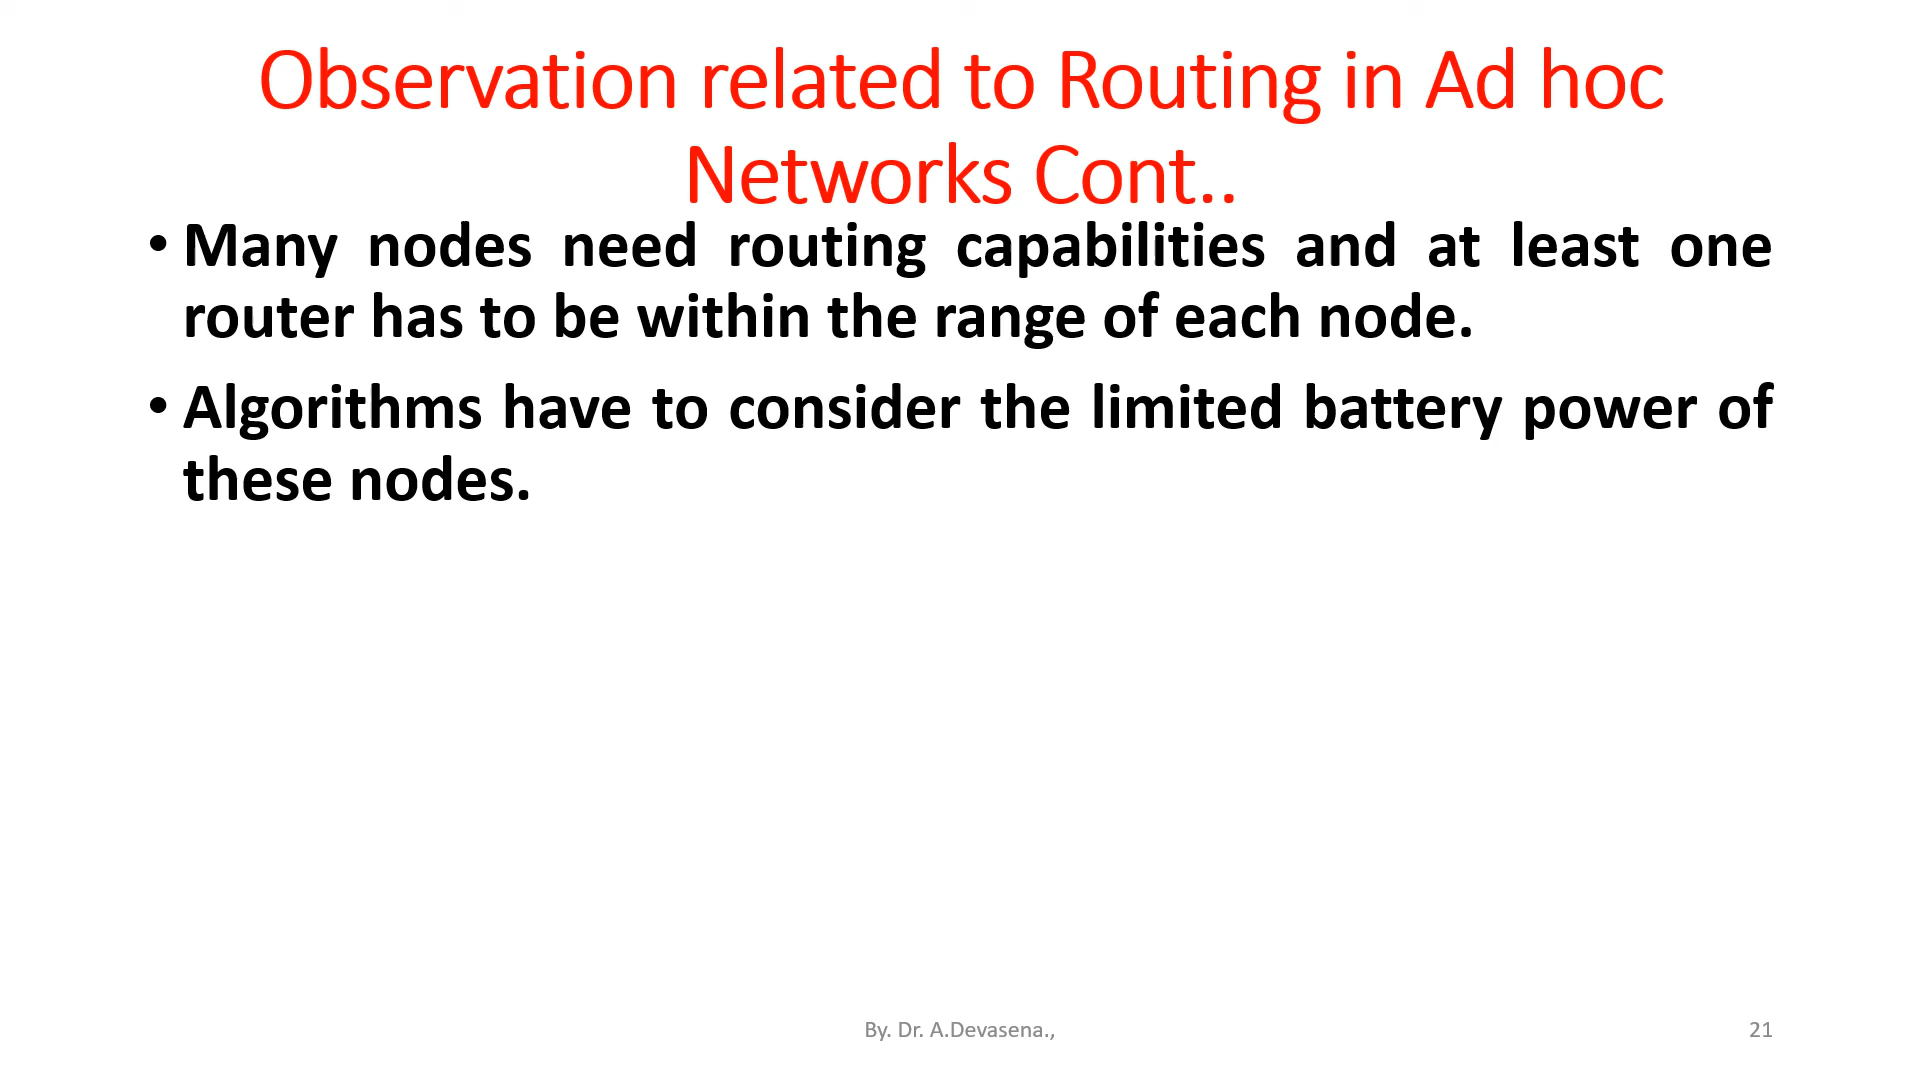 Observation related to Routing in Ad hoc
Networks Cont..
• Many nodes need routing capabilities and at least one
router has to be within the range of each node.
• Algorithms have to consider the limited battery power of
these nodes.
By. Dr. A.Devasena.,
21